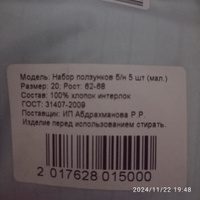 Модель: Набор ползунков б/н 5 шт (мал.)
Размер: 20; Рост: 62-68
Состав: 100% хлопок интерлок
ГОСТ: 31407-2009
Поставщик: ИП Абдрахманова Р.Р.
Изделие перед использованием стирать.
2 017628 015000
2024/11/22 19:48